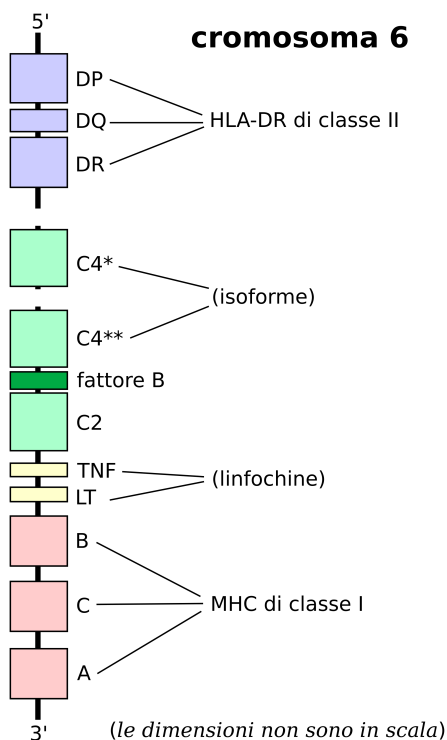 5'
cromosoma 6
DP
DQ
HLA-DR di classe II
DR
C4*
(isoforme)
C4**
fattore B
C2
TNF
(linfochine)
LT
B
C
MHC di classe I
A
3'
(le dimensioni non sono in scala)